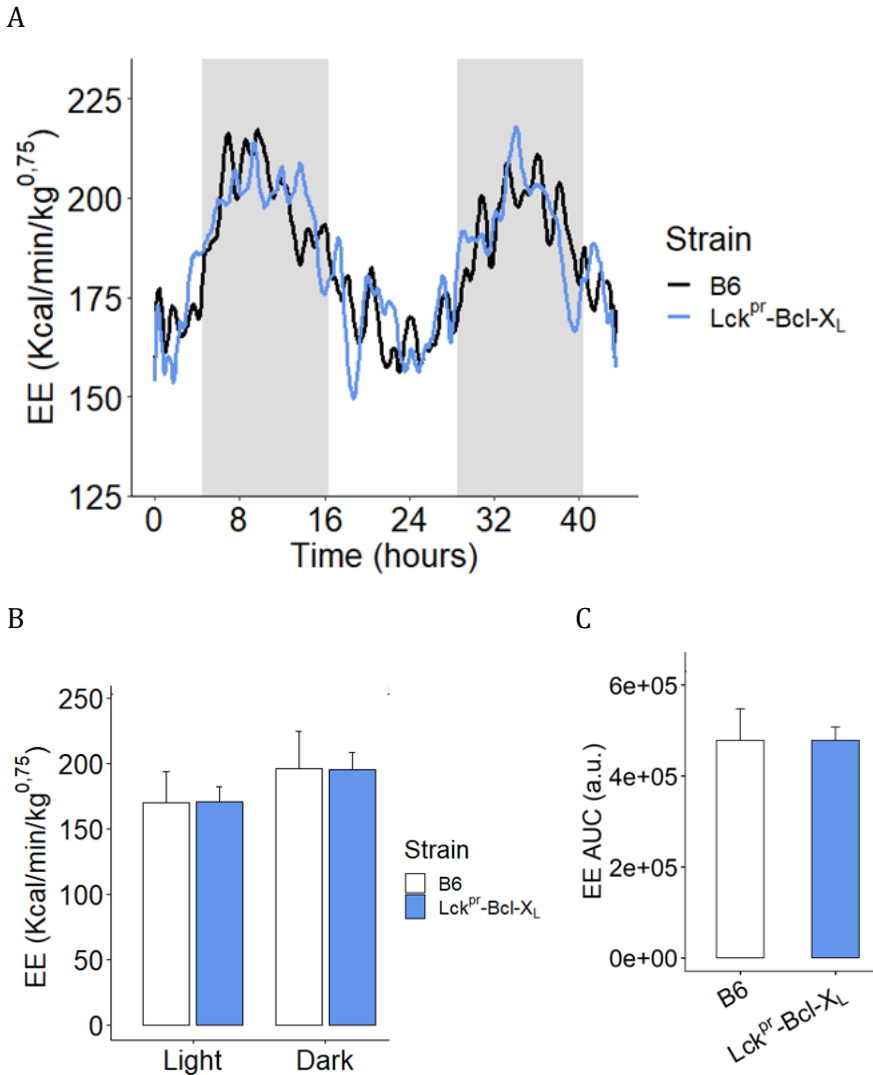 A
225
200
175
150
125
EE (Kcal/min/kg^0,75)
0 8 16 24 32 40
Time (hours)
Strain
B6
Lck^pr-Bcl-X_L
B
C
250
200
150
100
50
0
EE (Kcal/min/kg^0,75)
Light Dark
Strain
B6
Lck^pr-Bcl-X_L
6e+05
4e+05
2e+05
0e+00
EE AUC (a.u.)
B6
Lck^pr-Bcl-X_L